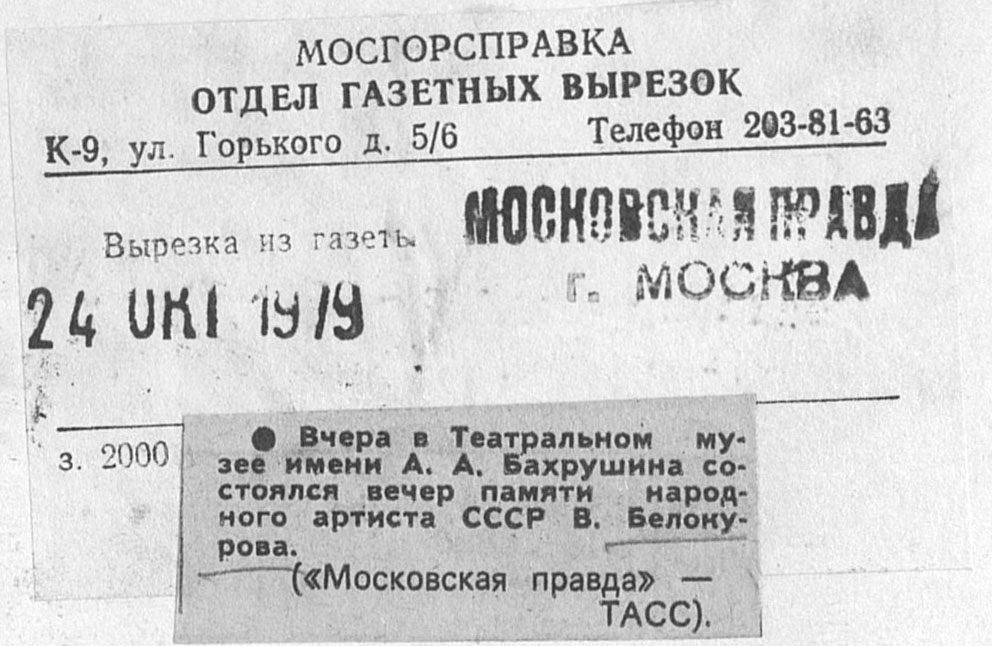 МОСГОРСПРАВКА
ОТДЕЛ ГАЗЕТНЫХ ВЫРЕЗОК
К-9, ул. Горького д. 5/6 Телефон 203-81-63
Вырезка из газеты
МОСКОВСКАЯ ПРАВДА
г. МОСКВА
24 ОКТ 1979
з. 2000
● Вчера в Театральном му-
зее имени А. А. Бахрушина со-
стоялся вечер памяти народ-
ного артиста СССР В. Белоку-
рова.
(«Московская правда» —
ТАСС).